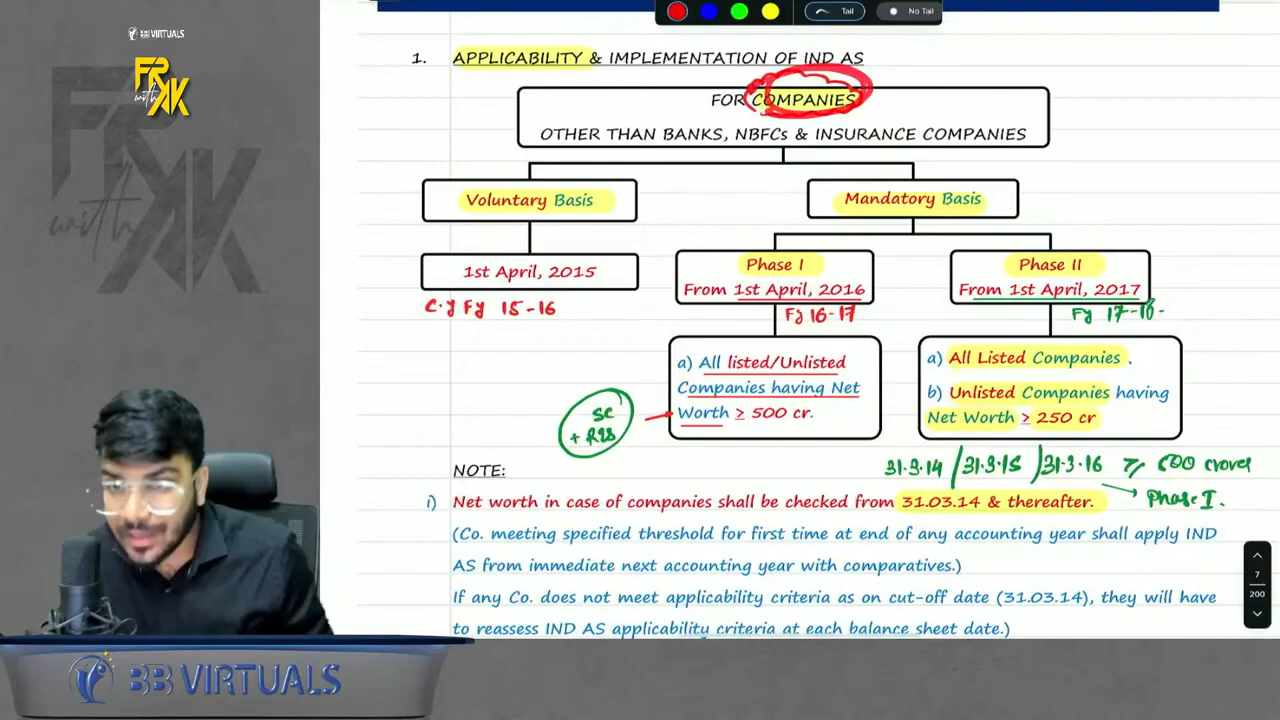 Tail
No Tail
BB VIRTUALS
FR
with
AK
1. APPLICABILITY & IMPLEMENTATION OF IND AS
FOR COMPANIES
OTHER THAN BANKS, NBFCs & INSURANCE COMPANIES
Voluntary Basis
Mandatory Basis
1st April, 2015
C.Y FY 15-16
Phase I
From 1st April, 2016
FY 16-17
Phase II
From 1st April, 2017
FY 17-18
a) All listed/Unlisted
Companies having Net
Worth ≥ 500 cr.
SC
+ R&S
a) All Listed Companies.
b) Unlisted Companies having
Net Worth ≥ 250 cr
31.3.14 / 31.3.15 ) 31.3.16 ≥ 500 crores
Phase I.
NOTE:
i) Net worth in case of companies shall be checked from 31.03.14 & thereafter.
(Co. meeting specified threshold for first time at end of any accounting year shall apply IND
AS from immediate next accounting year with comparatives.)
If any Co. does not meet applicability criteria as on cut-off date (31.03.14), they will have
to reassess IND AS applicability criteria at each balance sheet date.)
7
200
BB VIRTUALS